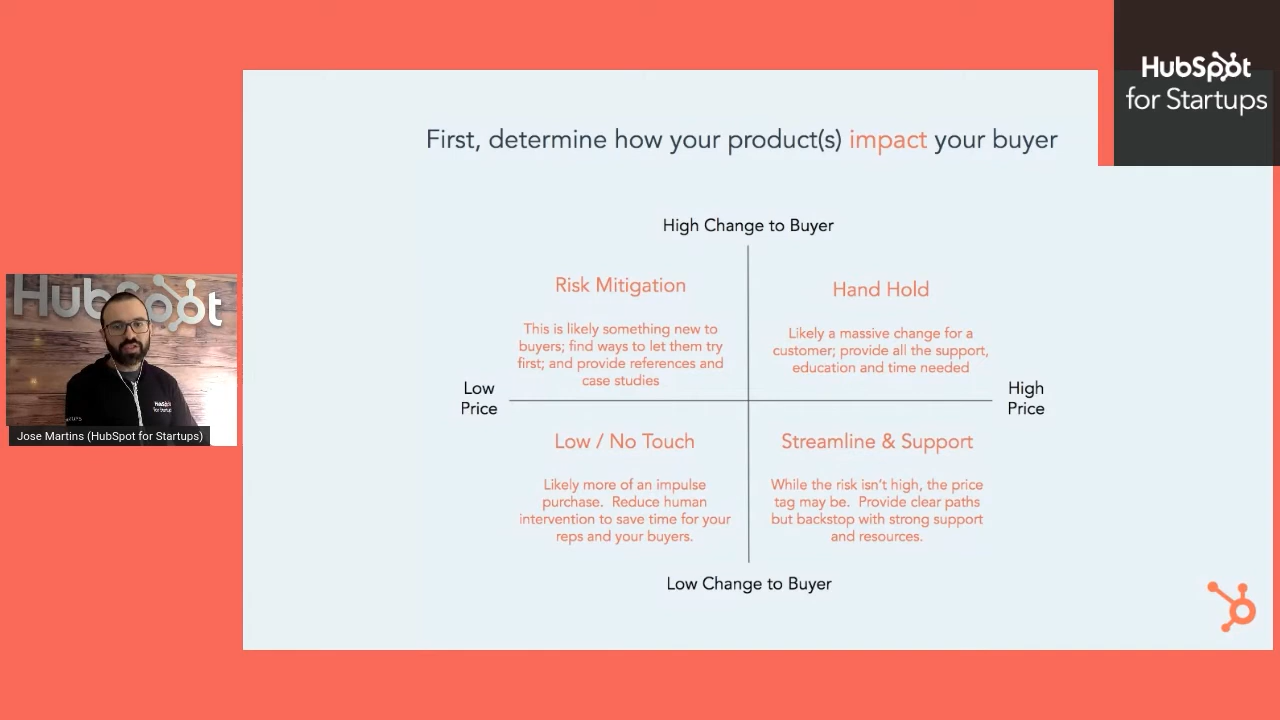 HubSpot
for Startups
First, determine how your product(s) impact your buyer
High Change to Buyer
Risk Mitigation
This is likely something new to
buyers; find ways to let them try
first; and provide references and
case studies
Hand Hold
Likely a massive change for a
customer; provide all the support,
education and time needed
Low
Price
High
Price
Low / No Touch
Likely more of an impulse
purchase.  Reduce human
intervention to save time for your
reps and your buyers.
Streamline & Support
While the risk isn't high, the price
tag may be.  Provide clear paths
but backstop with strong support
and resources.
Low Change to Buyer
HubSpot
HubSpot
for Startups
Jose Martins (HubSpot for Startups)